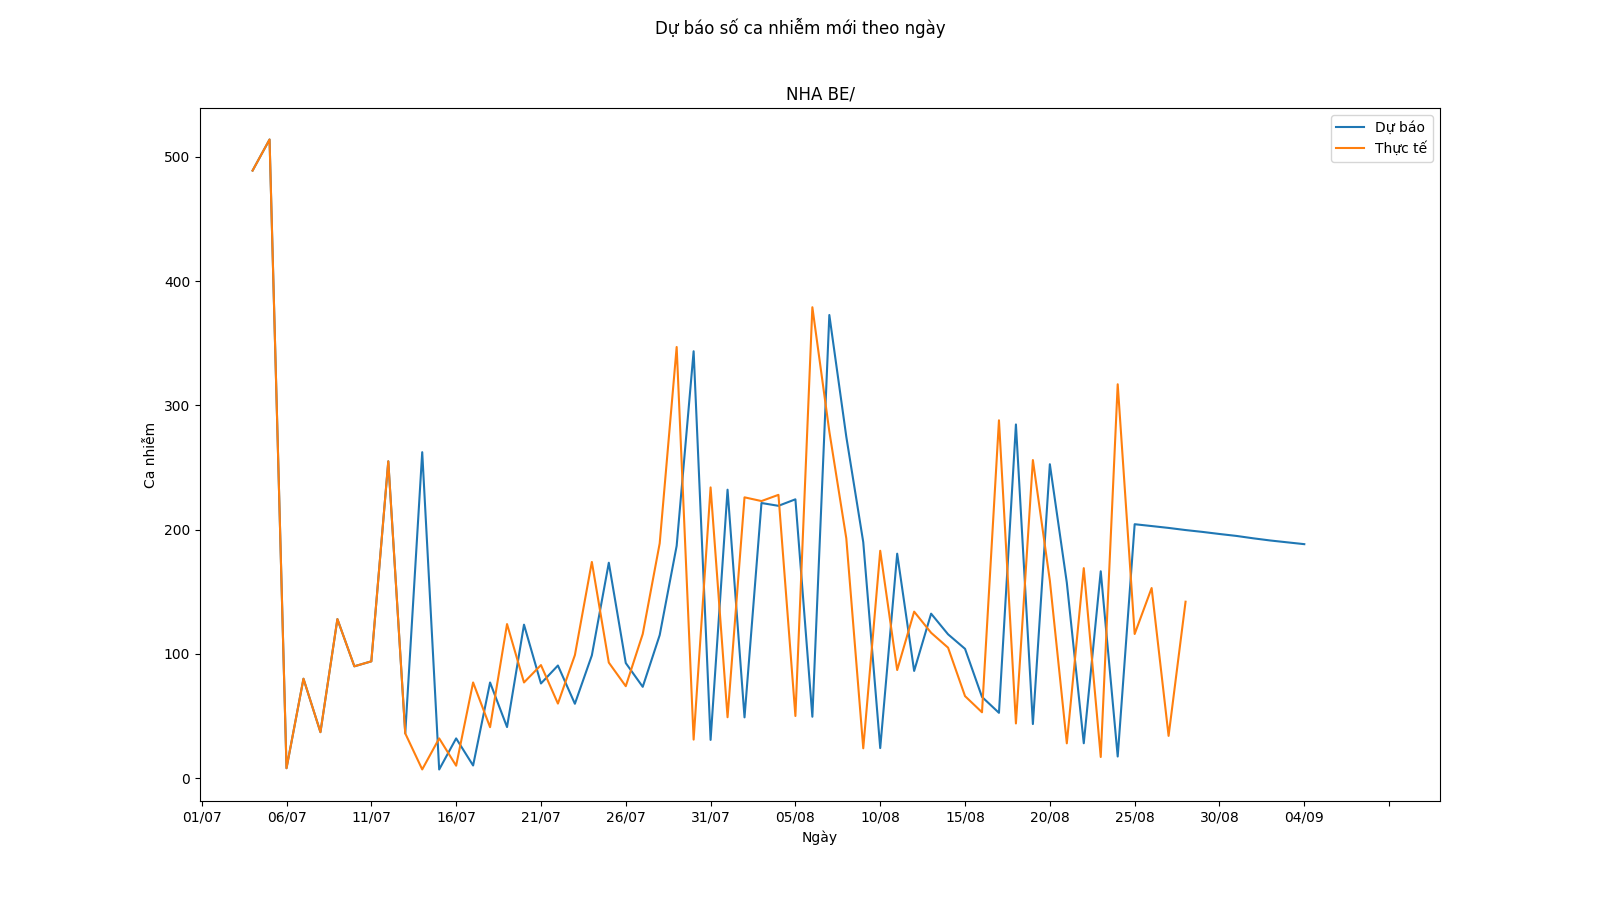 Dự báo số ca nhiễm mới theo ngày
NHA BE/
Dự báo
Thực tế
500
400
300
200
100
0
Ca nhiễm
01/07 06/07 11/07 16/07 21/07 26/07 31/07 05/08 10/08 15/08 20/08 25/08 30/08 04/09
Ngày